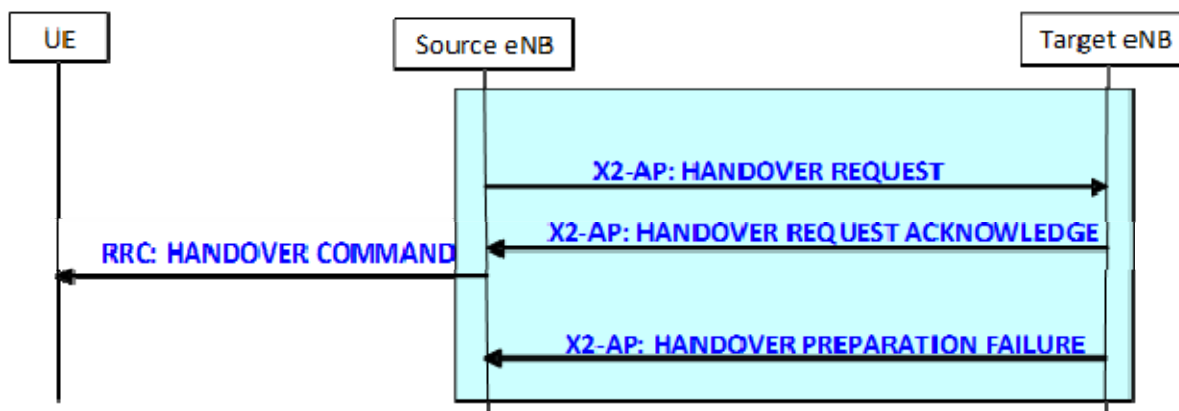 UE
Source eNB
Target eNB
X2-AP: HANDOVER REQUEST
X2-AP: HANDOVER REQUEST ACKNOWLEDGE
RRC: HANDOVER COMMAND
X2-AP: HANDOVER PREPARATION FAILURE